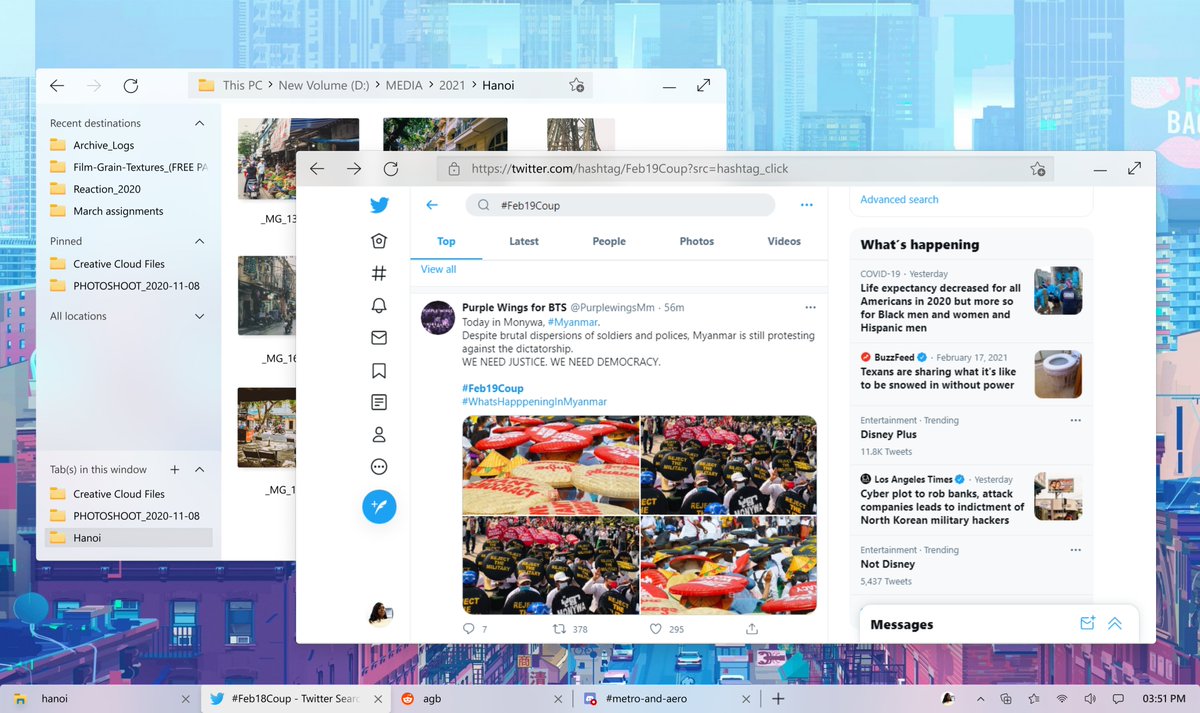 This PC > New Volume (D:) > MEDIA > 2021 > Hanoi
Recent destinations
Archive_Logs
Film-Grain-Textures_(FREE PA
Reaction_2020
March assignments
Pinned
Creative Cloud Files
PHOTOSHOOT_2020-11-08
All locations
Tab(s) in this window
Creative Cloud Files
PHOTOSHOOT_2020-11-08
Hanoi
_MG_13
_MG_16
_MG_1
https://twitter.com/hashtag/Feb19Coup?src=hashtag_click
#Feb19Coup
Top Latest People Photos Videos
View all
Purple Wings for BTS @PurplewingsMm · 56m
Today in Monywa, #Myanmar.
Despite brutal dispersions of soldiers and polices, Myanmar is still protesting
against the dictatorship.
WE NEED JUSTICE. WE NEED DEMOCRACY.
#Feb19Coup
#WhatsHapppeningInMyanmar
REJECT THE MILITARY
7 378 295
Advanced search
What´s happening
COVID-19 · Yesterday
Life expectancy decreased for all
Americans in 2020 but more so
for Black men and women and
Hispanic men
BuzzFeed · February 17, 2021
Texans are sharing what it's like
to be snowed in without power
Entertainment · Trending
Disney Plus
11.8K Tweets
Los Angeles Times · Yesterday
Cyber plot to rob banks, attack
companies leads to indictment of
North Korean military hackers
Entertainment · Trending
Not Disney
5,437 Tweets
Messages
BA
hanoi
#Feb18Coup - Twitter Searc
agb
#metro-and-aero
03:51 PM